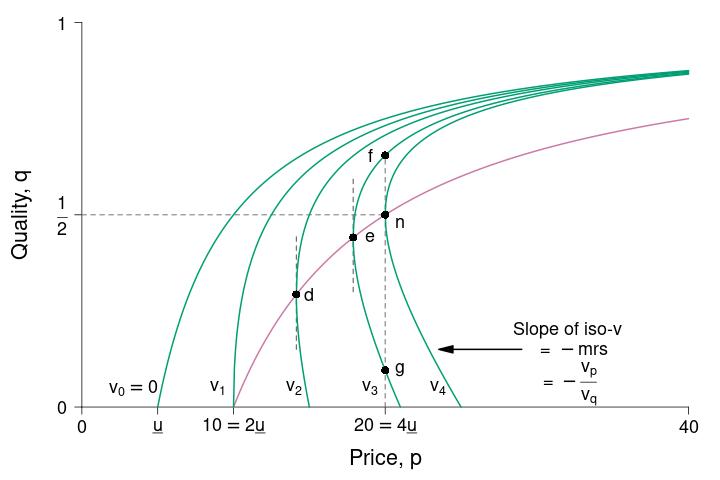 1
Quality, q
1
2
0
f
n
e
d
g
v₀ = 0
v₁
v₂
v₃
v₄
Slope of iso-v
= − mrs
= − vₚ
v_q
0
u̲
10 = 2u̲
20 = 4u̲
40
Price, p